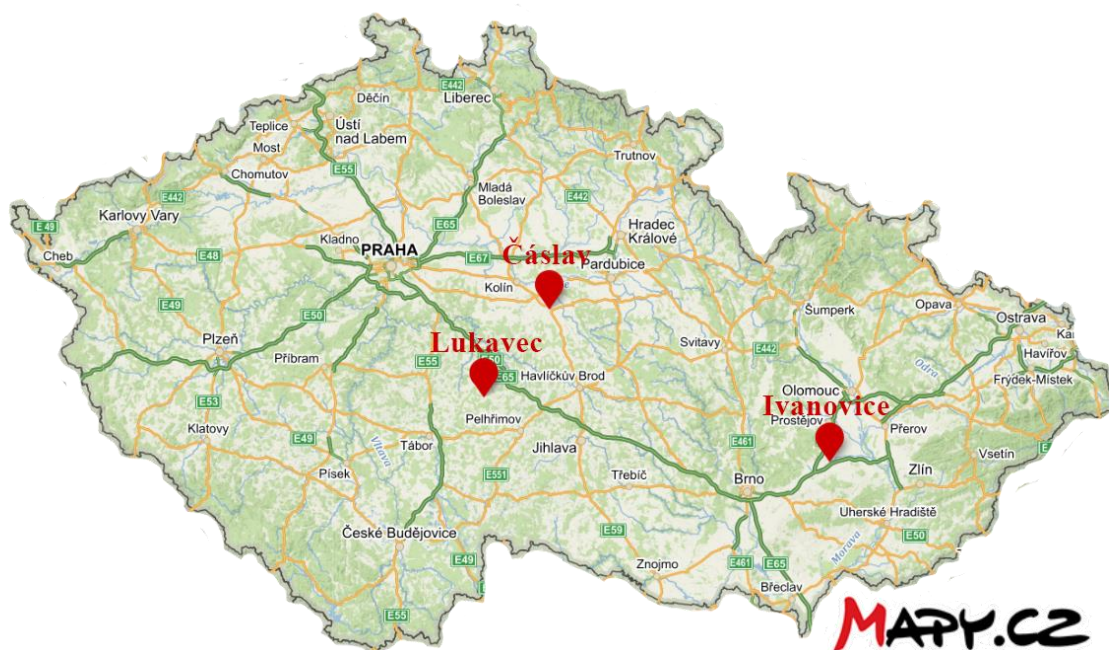 E442
Děčín
Liberec
Teplice
Ústí
nad Labem
Most
Chomutov
E55
Trutnov
E442
Karlovy Vary
Mladá
Boleslav
E442
E 49
Cheb
Kladno
PRAHA
E65
E67
Hradec
Králové
E48
Čáslav
Pardubice
Kolín
E49
E50
Plzeň
Příbram
Lukavec
E55
E65
Havlíčkův Brod
Svitavy
E442
Šumperk
Opava
Ostrava
Havířov
Frýdek-Místek
Odra
Olomouc
Ivanovice
Prostějov
Přerov
E53
Klatovy
E49
Vltava
Tábor
Pelhřimov
Jihlava
E461
Vsetín
Zlín
Písek
E551
Třebíč
Brno
Uherské Hradiště
České Budějovice
E59
E50
E49
Znojmo
E461
E65
Morava
Břeclav
E55
MAPY.CZ